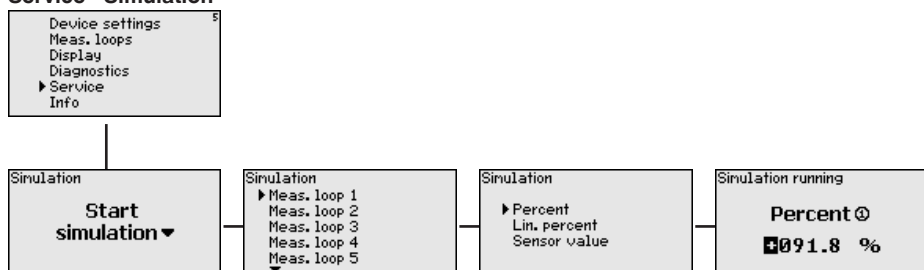 Service - Simulation
5
Device settings
Meas. loops
Display
Diagnostics
Service
Info
Simulation
Start
simulation
Simulation
Meas. loop 1
Meas. loop 2
Meas. loop 3
Meas. loop 4
Meas. loop 5
Simulation
Percent
Lin. percent
Sensor value
Simulation running
Percent ①
+091.8 %